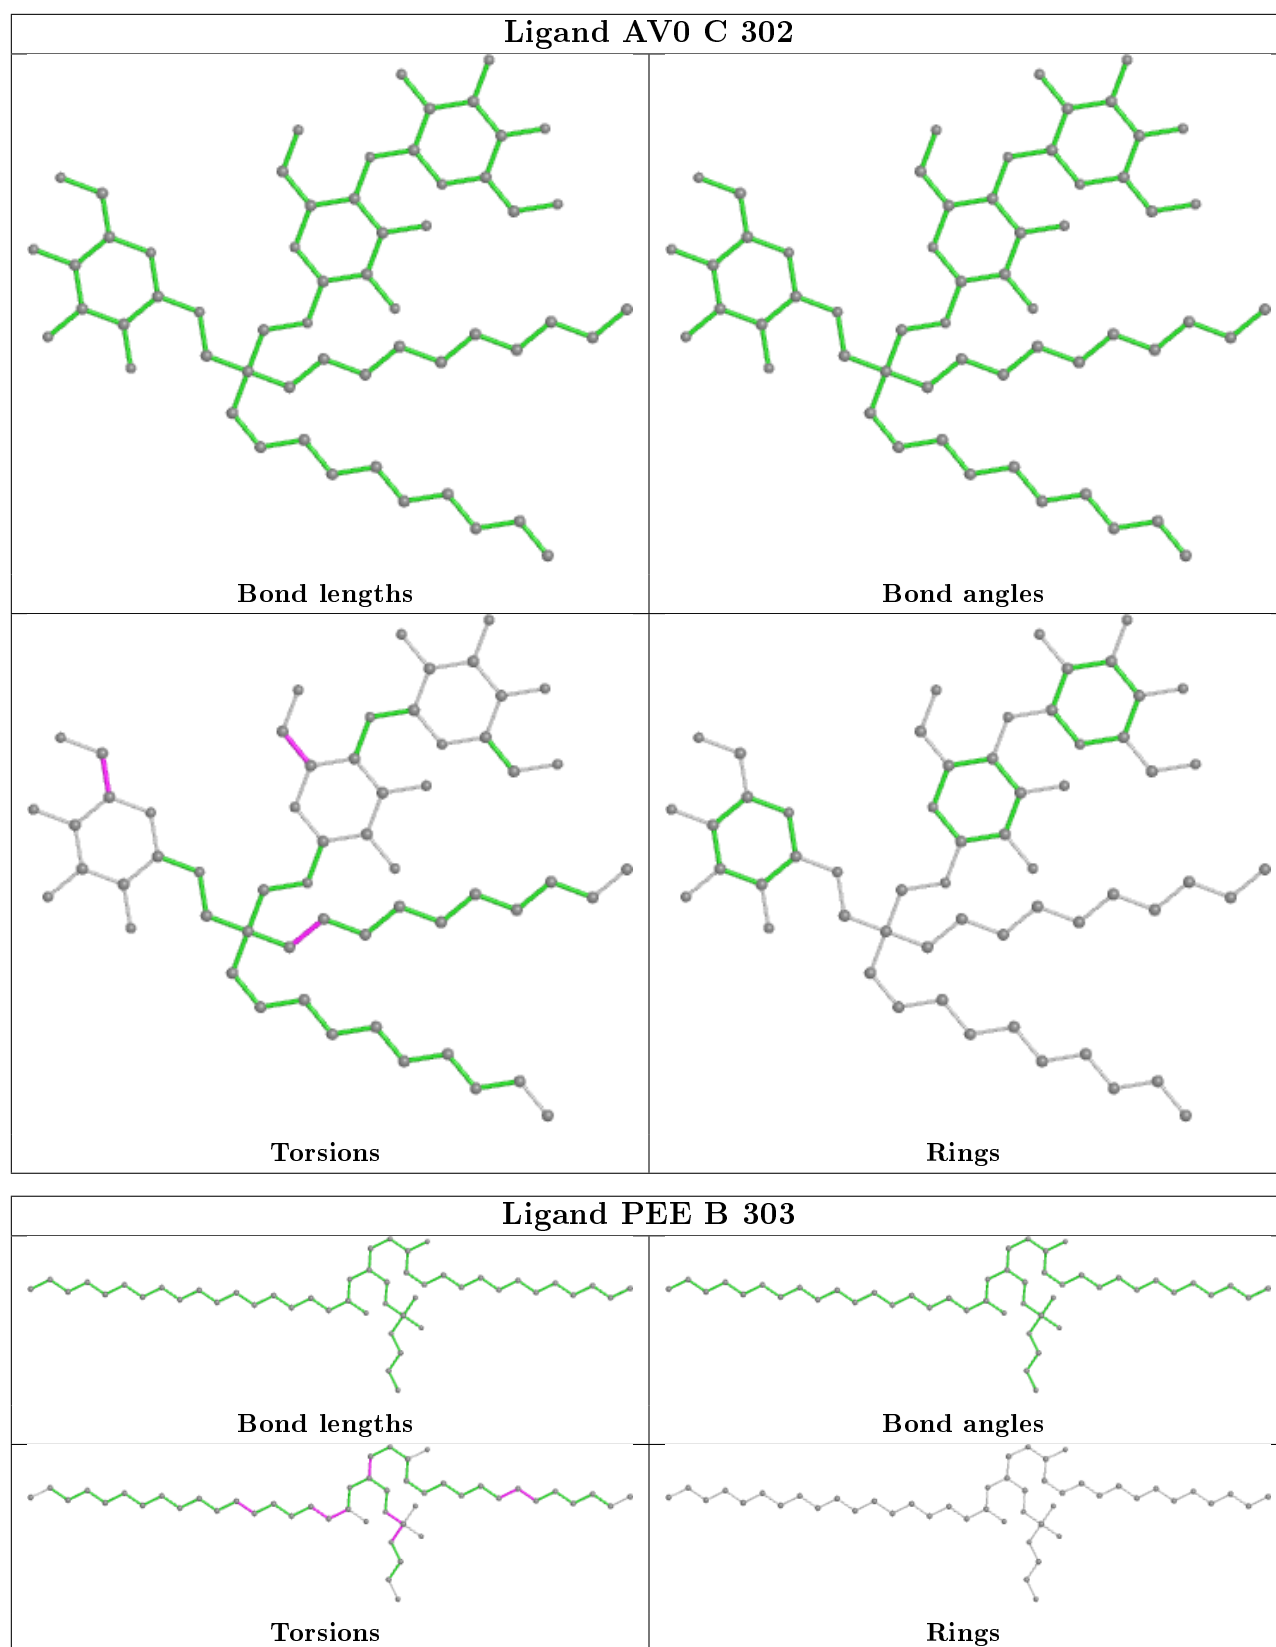 Ligand AV0 C 302
Bond lengths
Bond angles
Torsions
Rings
Ligand PEE B 303
Bond lengths
Bond angles
Torsions
Rings